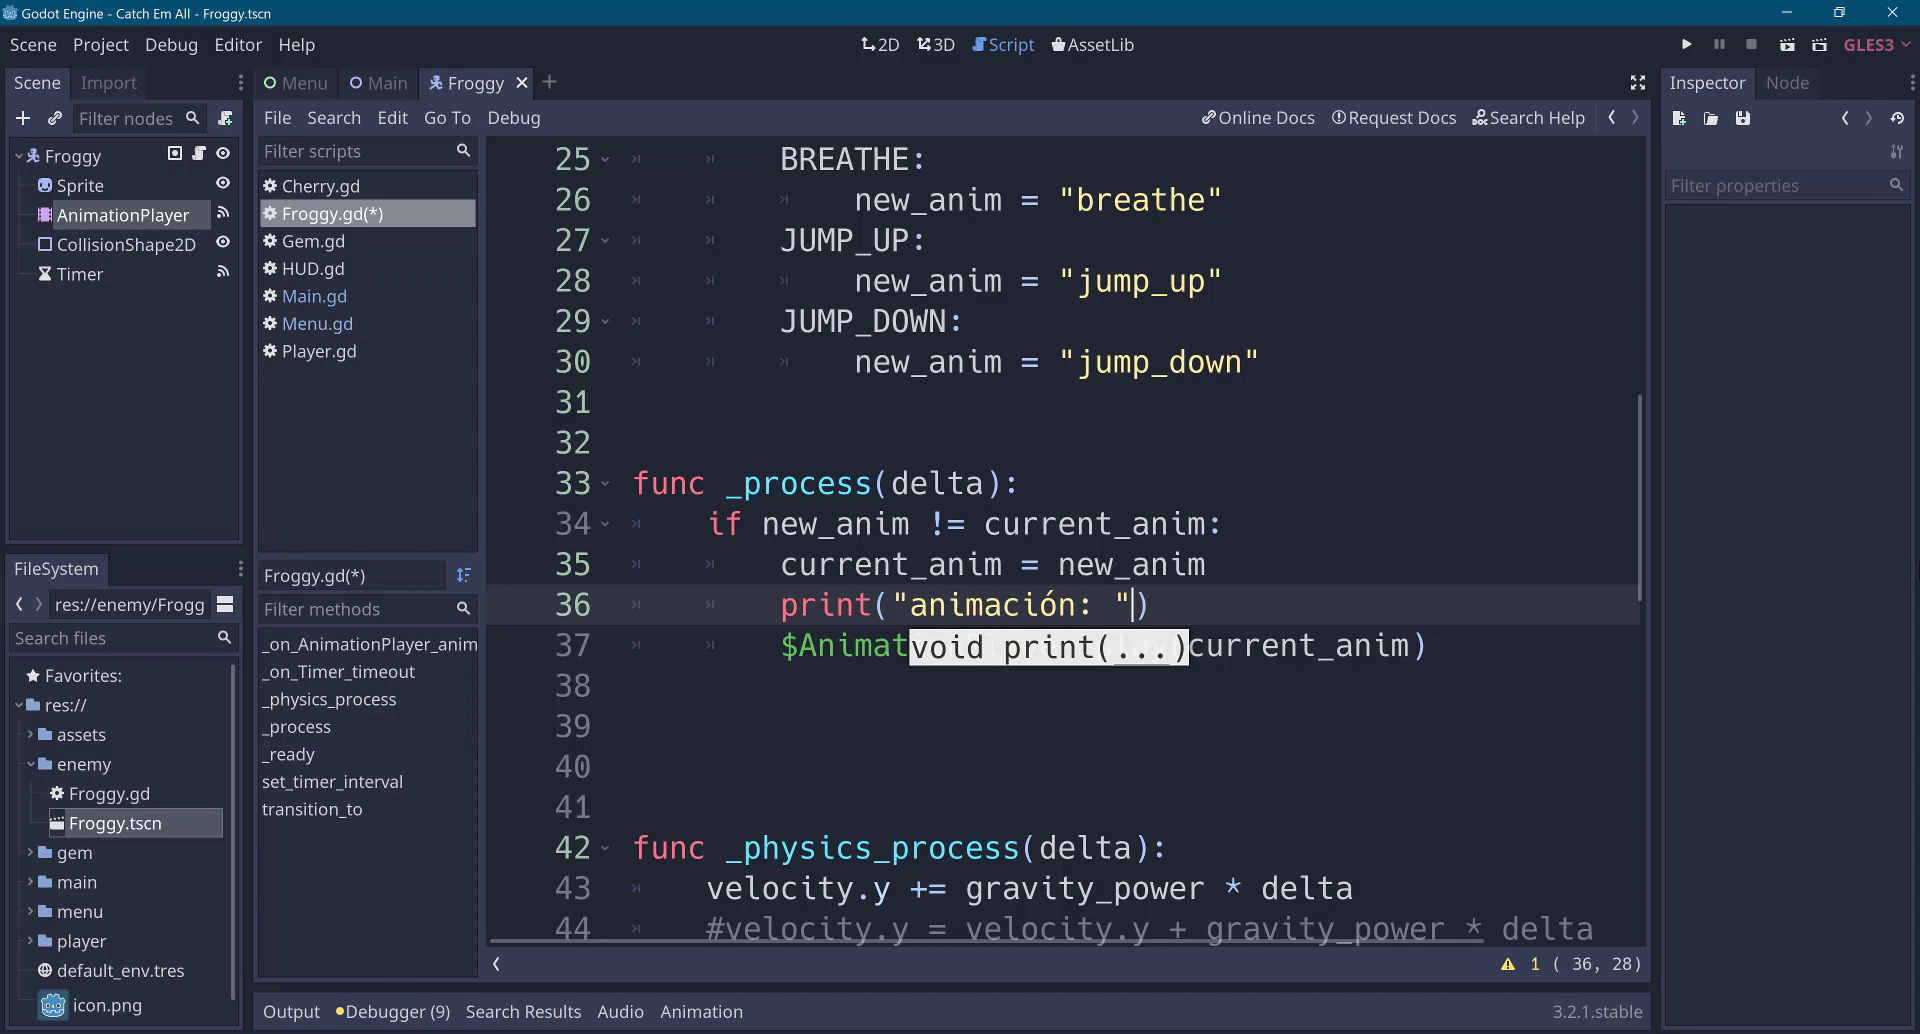 Godot Engine - Catch Em All - Froggy.tscn
Scene Project Debug Editor Help
2D 3D Script AssetLib
GLES3
Scene Import
Menu Main Froggy
Inspector Node
Filter nodes
File Search Edit Go To Debug
Online Docs Request Docs Search Help
Froggy
Sprite
AnimationPlayer
CollisionShape2D
Timer
Filter scripts
Cherry.gd
Froggy.gd(*)
Gem.gd
HUD.gd
Main.gd
Menu.gd
Player.gd
Froggy.gd(*)
Filter methods
_on_AnimationPlayer_anim
_on_Timer_timeout
_physics_process
_process
_ready
set_timer_interval
transition_to
25 BREATHE:
26 new_anim = "breathe"
27 JUMP_UP:
28 new_anim = "jump_up"
29 JUMP_DOWN:
30 new_anim = "jump_down"
31
32
33 func _process(delta):
34 if new_anim != current_anim:
35 current_anim = new_anim
36 print("animación: ")
37 $Animat void print(...) current_anim)
38
39
40
41
42 func _physics_process(delta):
43 velocity.y += gravity_power * delta
44 #velocity.y = velocity.y + gravity_power * delta
1 ( 36, 28)
Filter properties
FileSystem
res://enemy/Frogg
Search files
Favorites:
res://
assets
enemy
Froggy.gd
Froggy.tscn
gem
main
menu
player
default_env.tres
icon.png
Output Debugger (9) Search Results Audio Animation
3.2.1.stable